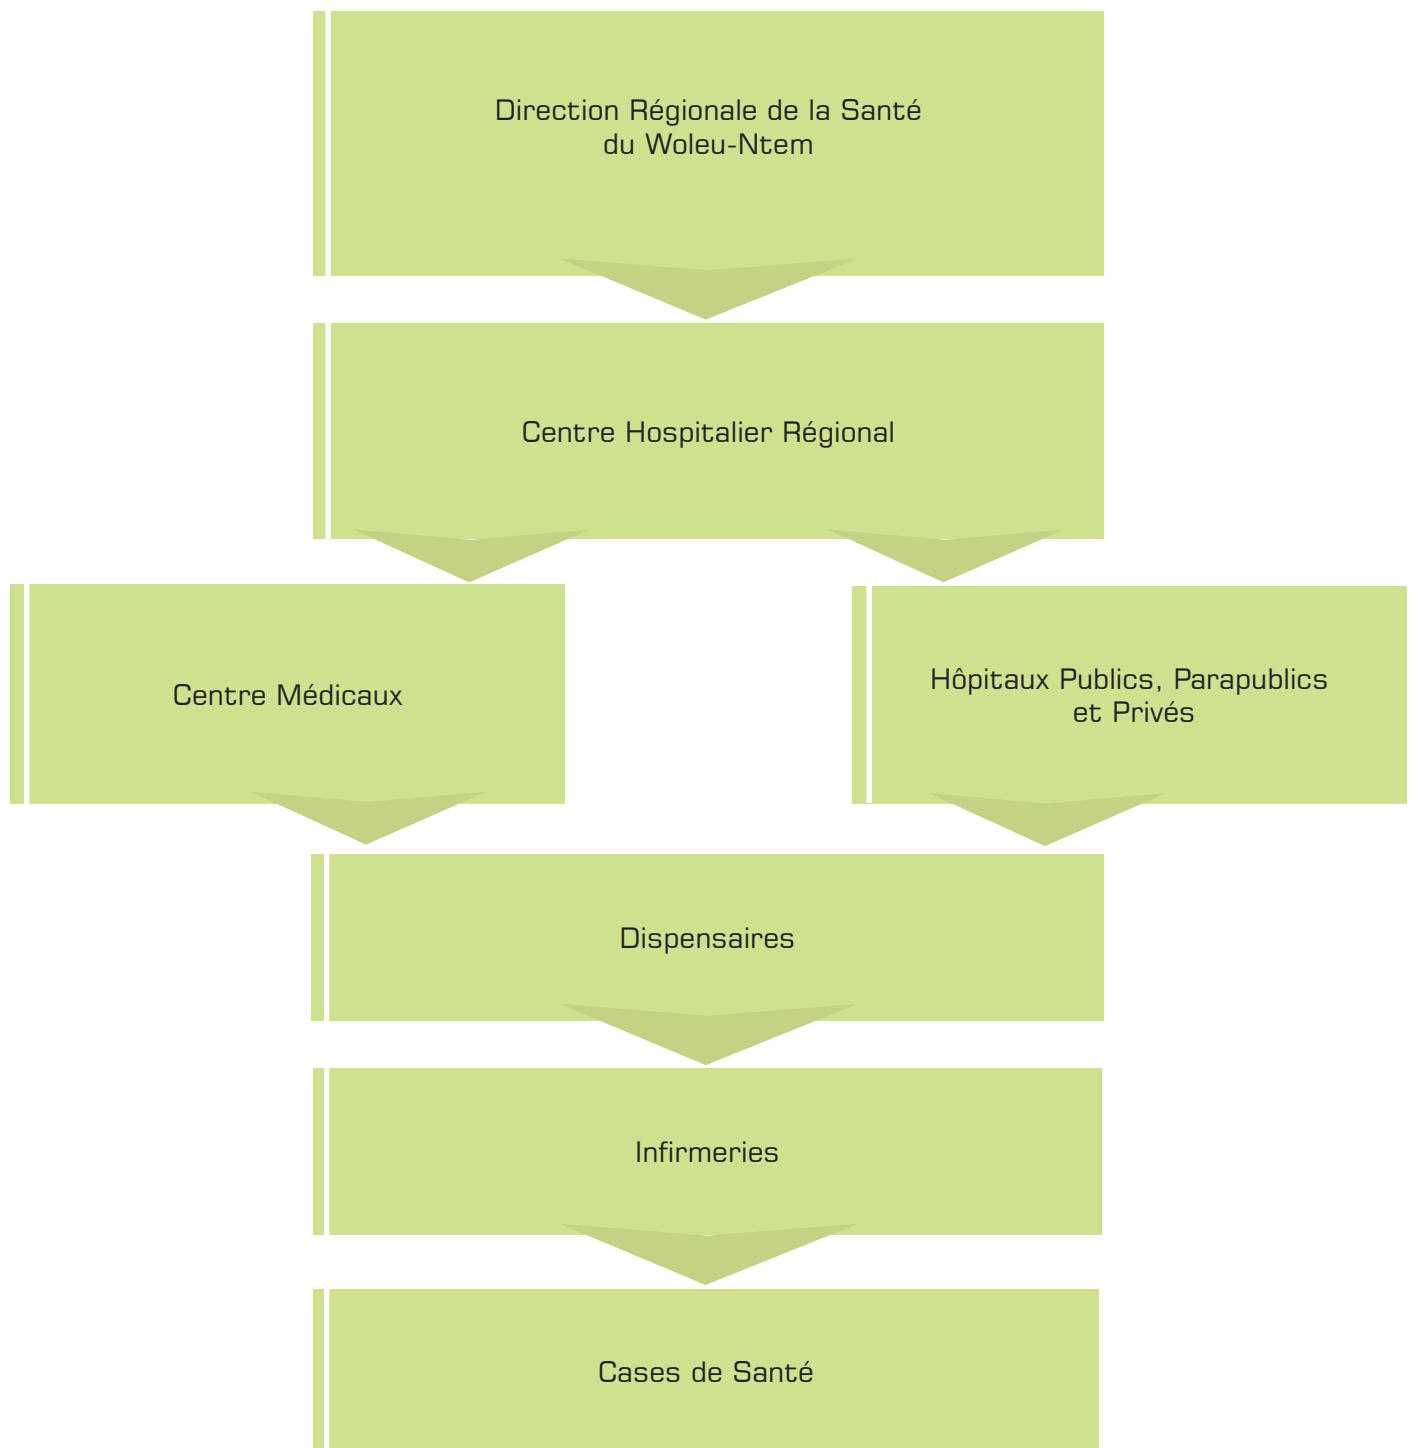 Direction Régionale de la Santé
du Woleu-Ntem
Centre Hospitalier Régional
Centre Médicaux
Hôpitaux Publics, Parapublics
et Privés
Dispensaires
Infirmeries
Cases de Santé